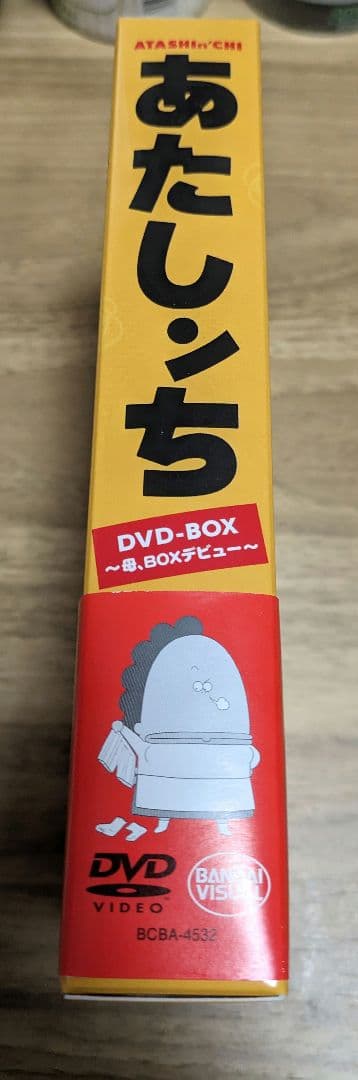 ATASHIn'CHI
あたしンち
DVD-BOX
～母、BOXデビュー～
DVD
VIDEO™
BANDAI
VISUAL
BCBA-4532